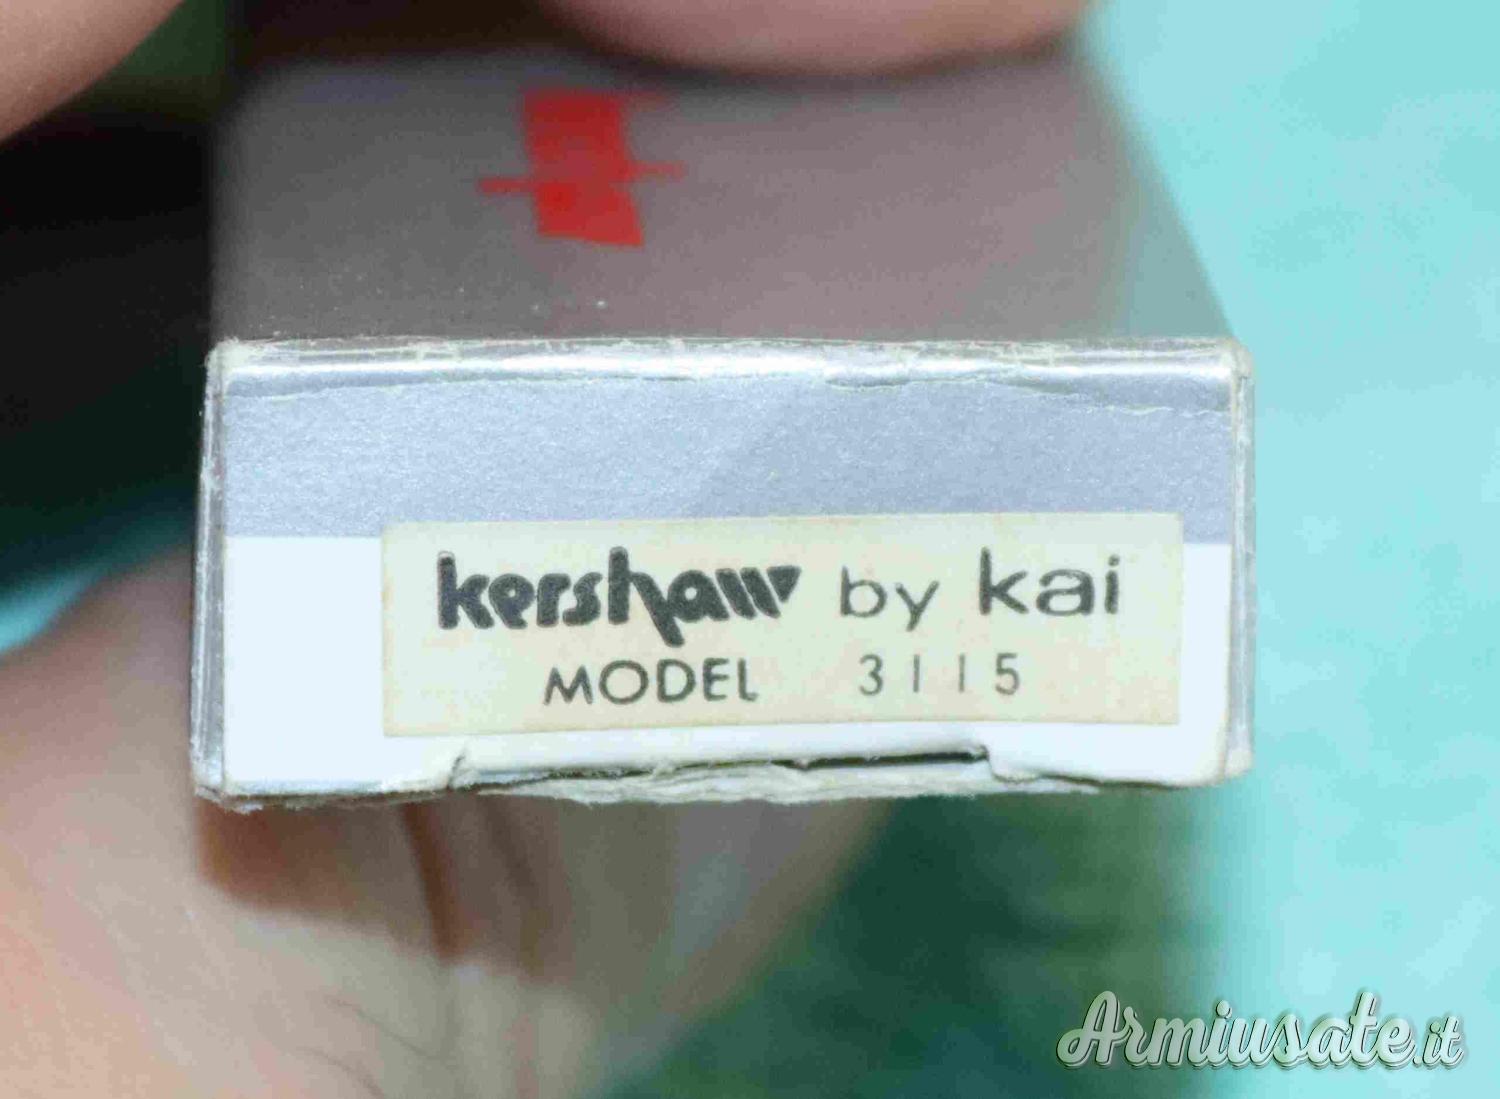 kershaw by kai
MODEL 3115
Armiusate.it